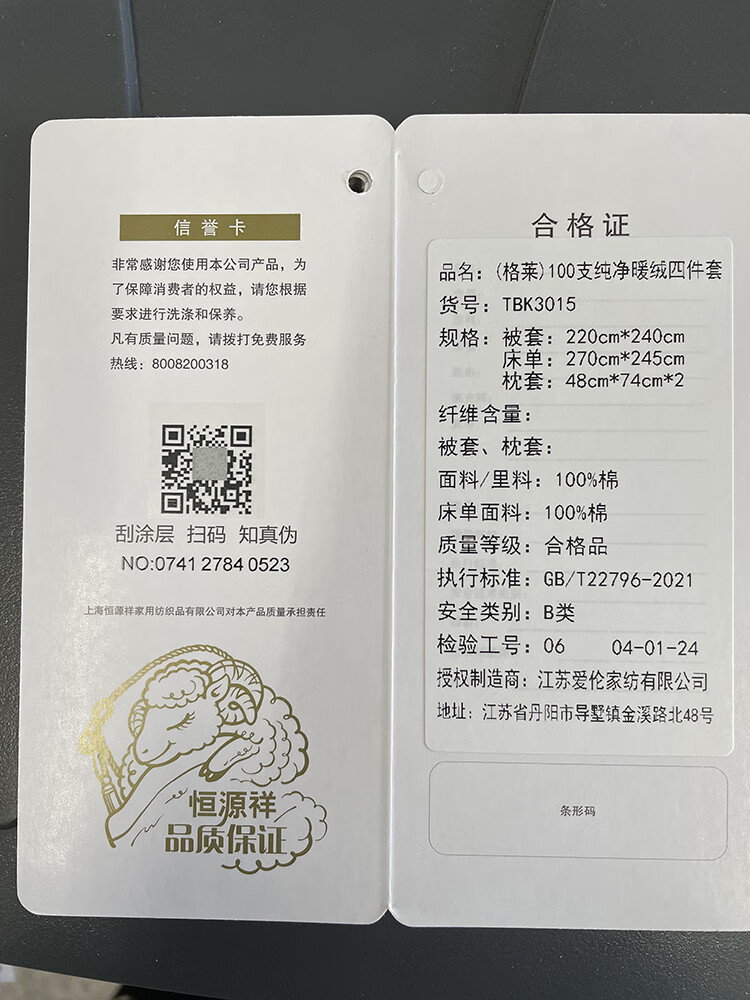 信誉卡
非常感谢您使用本公司产品，为
了保障消费者的权益，请您根据
要求进行洗涤和保养。
凡有质量问题，请拨打免费服务
热线：8008200318
刮涂层 扫码 知真伪
NO:0741 2784 0523
上海恒源祥家用纺织品有限公司对本产品质量承担责任
恒源祥
品质保证
合格证
品名：(格莱)100支纯净暖绒四件套
货号：TBK3015
规格：被套：220cm*240cm
床单：270cm*245cm
枕套：48cm*74cm*2
纤维含量：
被套、枕套：
面料/里料：100%棉
床单面料：100%棉
质量等级：合格品
执行标准：GB/T22796-2021
安全类别：B类
检验工号：06 04-01-24
授权制造商：江苏爱伦家纺有限公司
地址：江苏省丹阳市导墅镇金溪路北48号
条形码